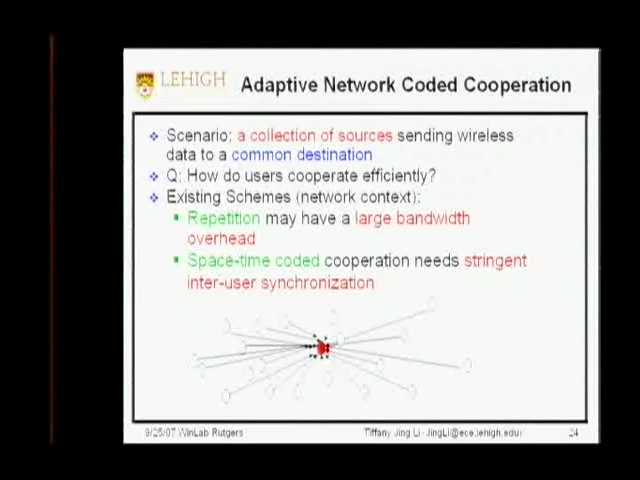 LEHIGH
Adaptive Network Coded Cooperation
Scenario: a collection of sources sending wireless
data to a common destination
Q: How do users cooperate efficiently?
Existing Schemes (network context):
Repetition may have a large bandwidth
overhead
Space-time coded cooperation needs stringent
inter-user synchronization
9/25/07 WinLab Rutgers
Tiffany Jing Li JingLi@ece.lehigh.edu)
24